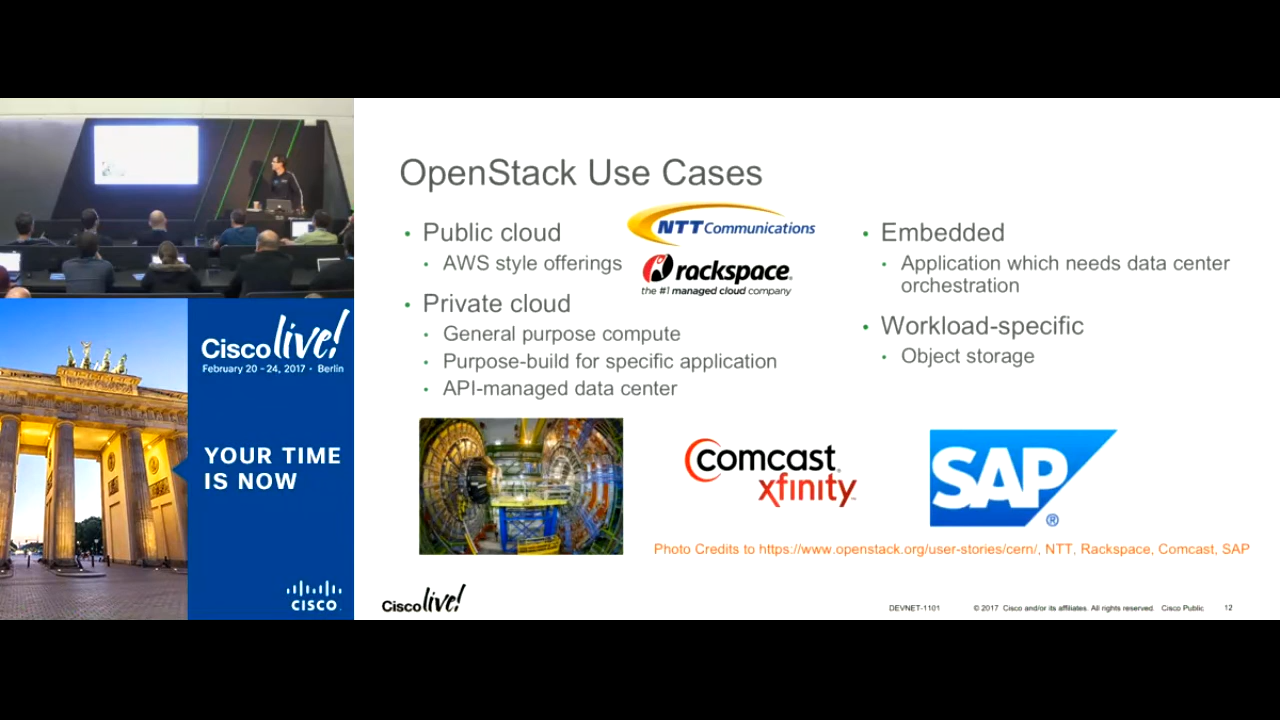 Cisco live!
February 20 - 24, 2017 • Berlin
YOUR TIME
IS NOW
CISCO.
OpenStack Use Cases
• Public cloud
• AWS style offerings
• Private cloud
• General purpose compute
• Purpose-build for specific application
• API-managed data center
NTT Communications
rackspace®
the #1 managed cloud company
• Embedded
• Application which needs data center
orchestration
• Workload-specific
• Object storage
comcast®
xfinity™
SAP®
Photo Credits to https://www.openstack.org/user-stories/cern/, NTT, Rackspace, Comcast, SAP
Cisco live!
DEVNET-1101 © 2017 Cisco and/or its affiliates. All rights reserved. Cisco Public 12